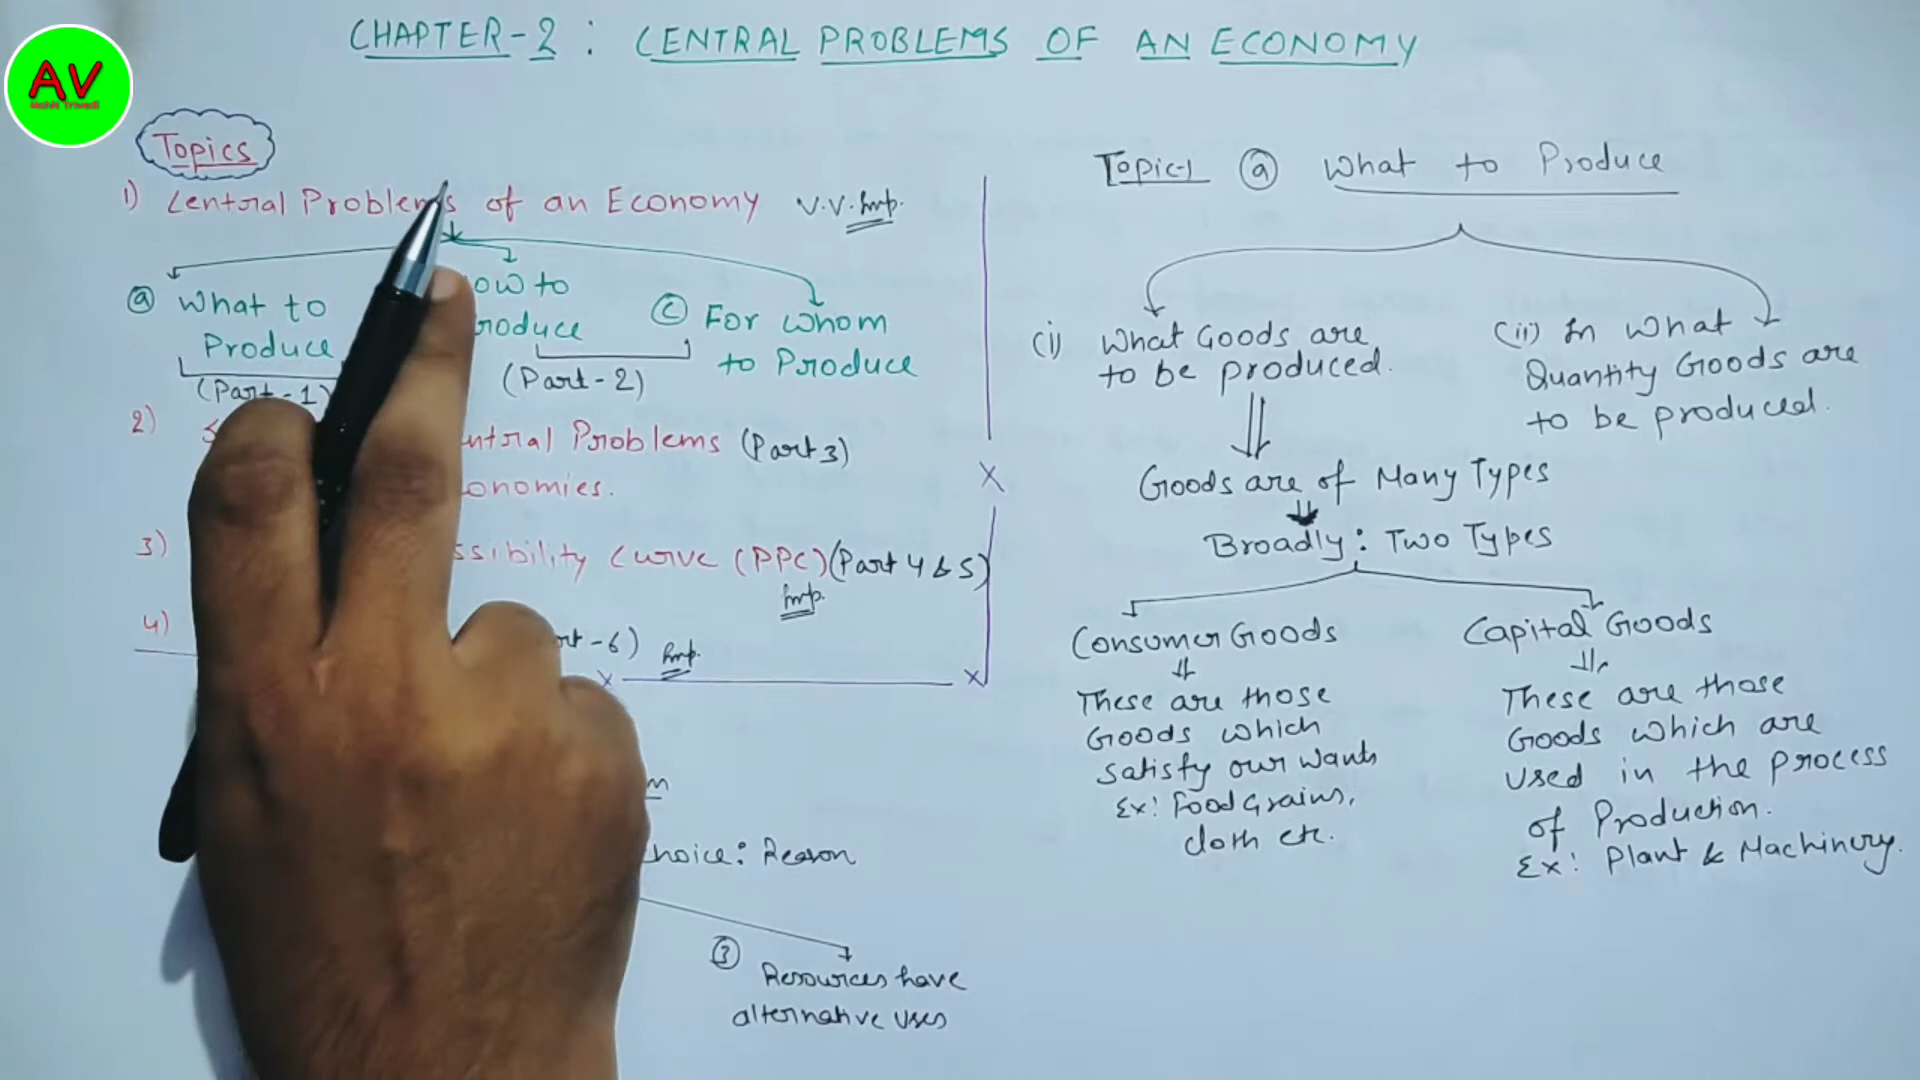 CHAPTER-2 : CENTRAL PROBLEMS OF AN ECONOMY
AV
Topics
1) Central Problems of an Economy V.V.Imp.
(a) What to
Produce
(Part-1)
ow to
roduce
(Part-2)
(C) For Whom
to Produce
2) ntral Problems (Part 3)
onomies.
3) ssibility Curve (PPC) (Part 4 & 5)
Imp.
4) rt-6) Imp.
m
hoice: Reason
(3) Resources have
alternative uses
Topic-1 (a) What to Produce
(i) What Goods are
to be produced.
(ii) In What
Quantity Goods are
to be produced.
Goods are of Many Types
Broadly: Two Types
Consumer Goods
These are those
Goods which
satisfy our wants
Ex: Food Grains,
cloth etc.
Capital Goods
These are those
Goods which are
used in the process
of Production.
Ex: Plant & Machinery.